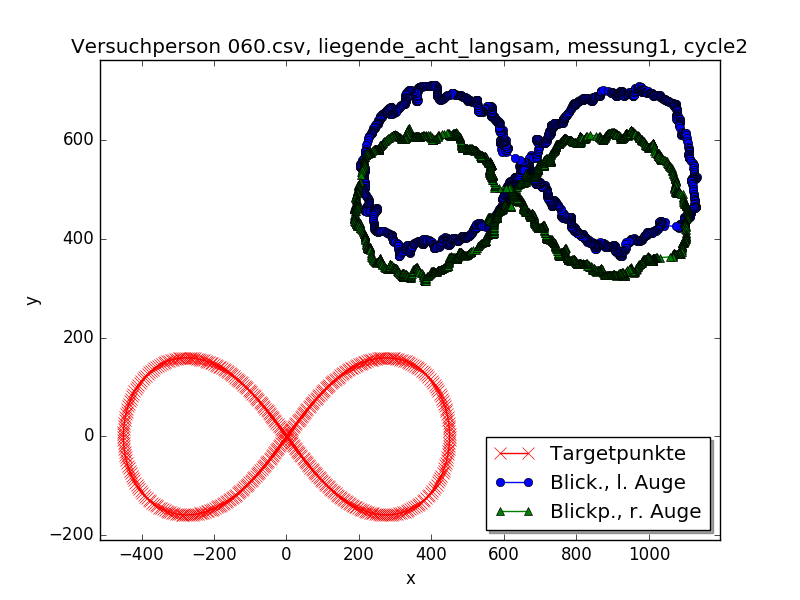 Versuchperson 060.csv, liegende_acht_langsam, messung1, cycle2
y
600
400
200
0
−200
−400
−200
0
200
400
600
800
1000
x
Targetpunkte
Blick., l. Auge
Blickp., r. Auge